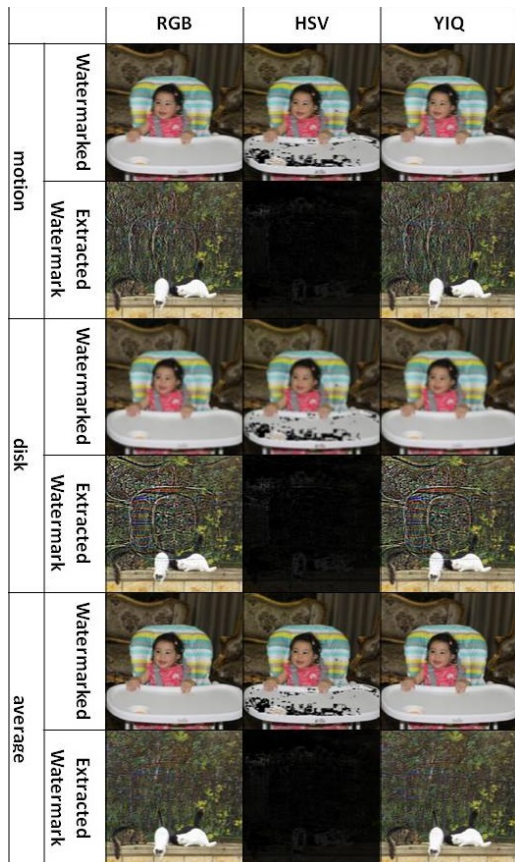 RGB
HSV
YIQ
motion
Watermarked
Extracted
Watermark
disk
Watermarked
Extracted
Watermark
average
Watermarked
Extracted
Watermark